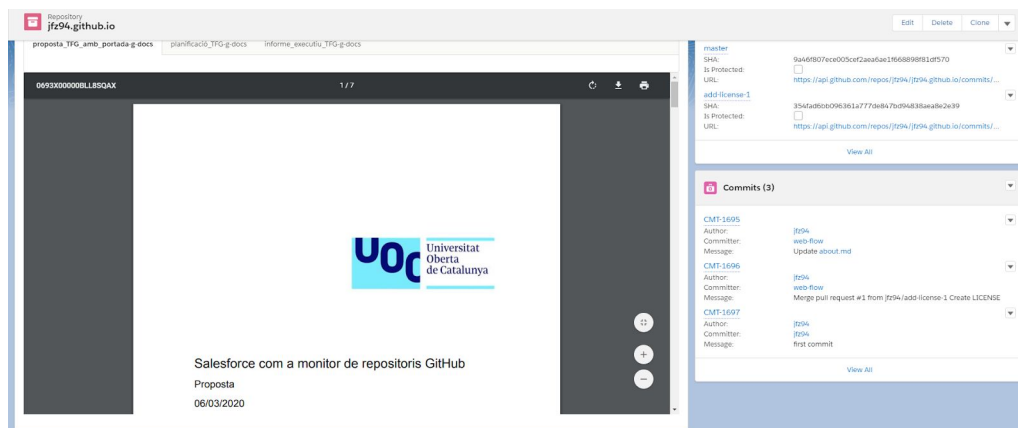 Repository
jfz94.github.io
Edit Delete Clone
proposta_TFG_amb_portada-g-docs planificació_TFG-g-docs informe_executiu_TFG-g-docs
0693X00000BLL8SQAX 1 / 7
UOC Universitat
Oberta
de Catalunya
Salesforce com a monitor de repositoris GitHub
Proposta
06/03/2020
master
SHA: 9a46f807ece005cef2aea6ae1f668898f81df570
Is Protected:
URL: https://api.github.com/repos/jfz94/jfz94.github.io/commits/...
add-license-1
SHA: 354fad6bb096361a777de847bd94838aea8e2e39
Is Protected:
URL: https://api.github.com/repos/jfz94/jfz94.github.io/commits/...
View All
Commits (3)
CMT-1695
Author: jfz94
Committer: web-flow
Message: Update about.md
CMT-1696
Author: jfz94
Committer: web-flow
Message: Merge pull request #1 from jfz94/add-license-1 Create LICENSE
CMT-1697
Author: jfz94
Committer: jfz94
Message: first commit
View All